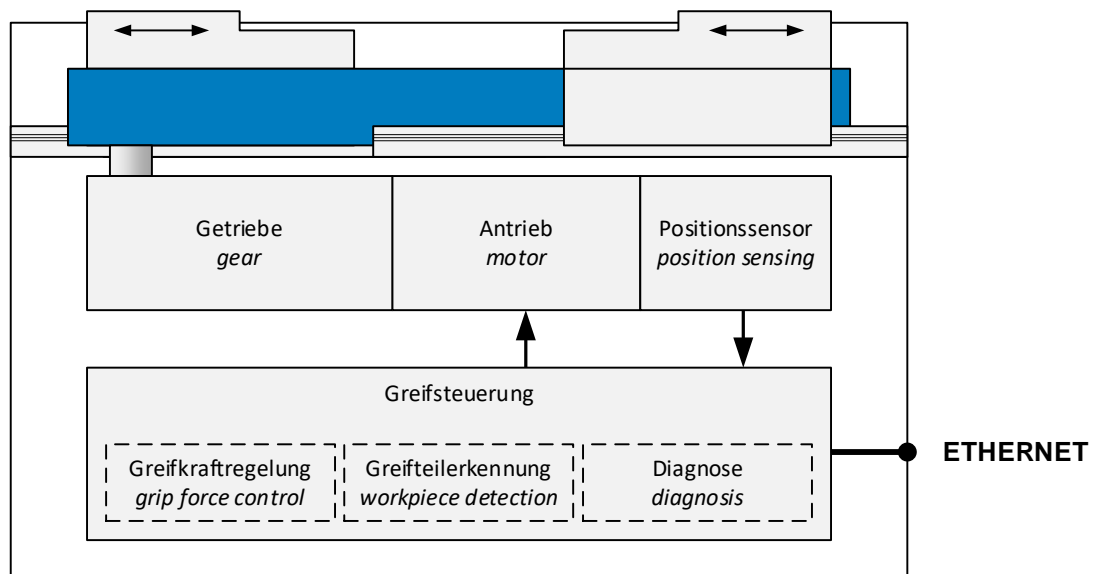 Getriebe
gear
Antrieb
motor
Positionssensor
position sensing
Greifsteuerung
Greifkraftregelung
grip force control
Greifteilerkennung
workpiece detection
Diagnose
diagnosis
ETHERNET